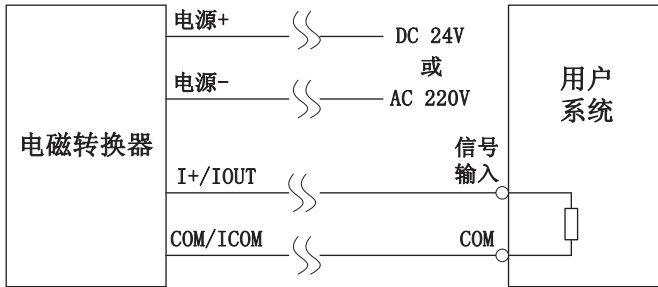 电源+
DC 24V
或
电源-
AC 220V
用户
系统
电磁转换器
信号
输入
I+/IOUT
COM/ICOM
COM